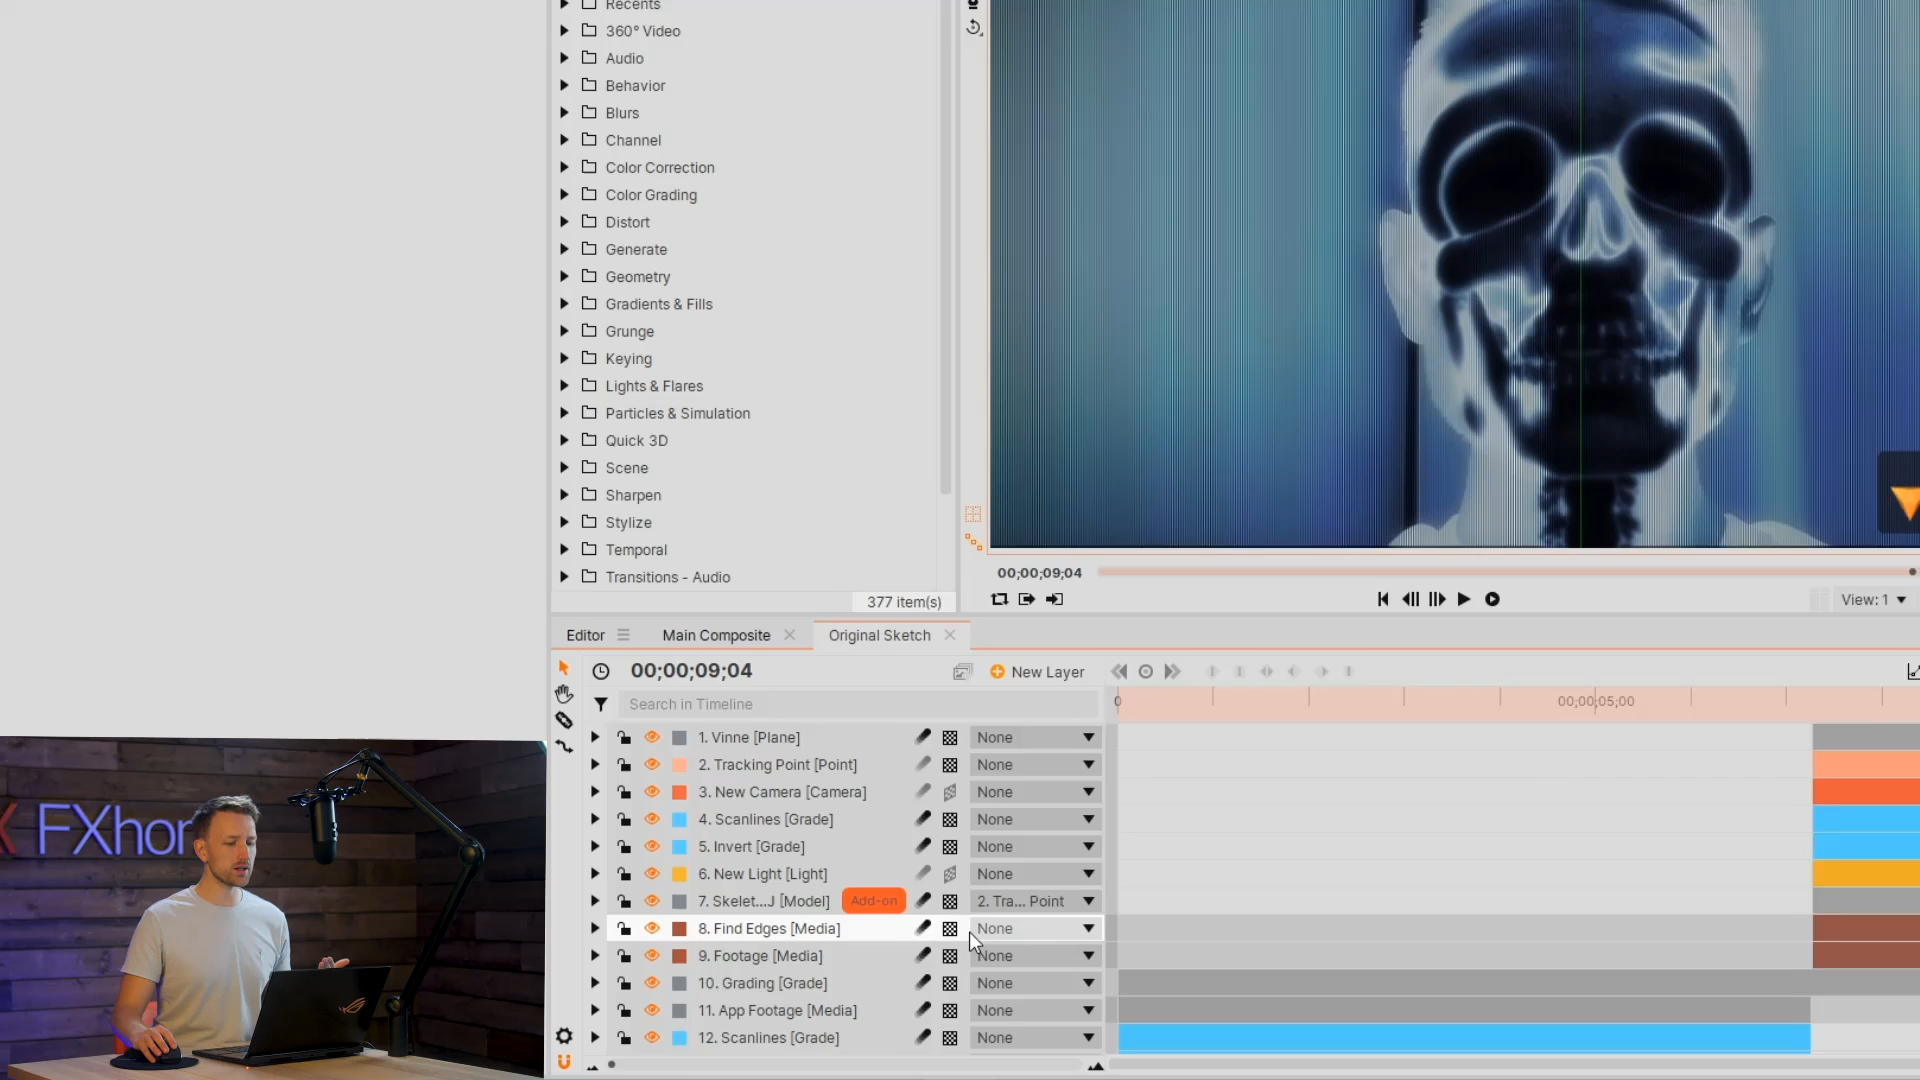 Recents
360° Video
Audio
Behavior
Blurs
Channel
Color Correction
Color Grading
Distort
Generate
Geometry
Gradients & Fills
Grunge
Keying
Lights & Flares
Particles & Simulation
Quick 3D
Scene
Sharpen
Stylize
Temporal
Transitions - Audio
377 item(s)
00;00;09;04
View: 1
Editor
Main Composite
Original Sketch
00;00;09;04
New Layer
Search in Timeline
0
00;00;05;00
1. Vinne [Plane] None
2. Tracking Point [Point] None
3. New Camera [Camera] None
4. Scanlines [Grade] None
5. Invert [Grade] None
6. New Light [Light] None
7. Skelet...J [Model] Add-on 2. Tra... Point
8. Find Edges [Media] None
9. Footage [Media] None
10. Grading [Grade] None
11. App Footage [Media] None
12. Scanlines [Grade] None
FXhor